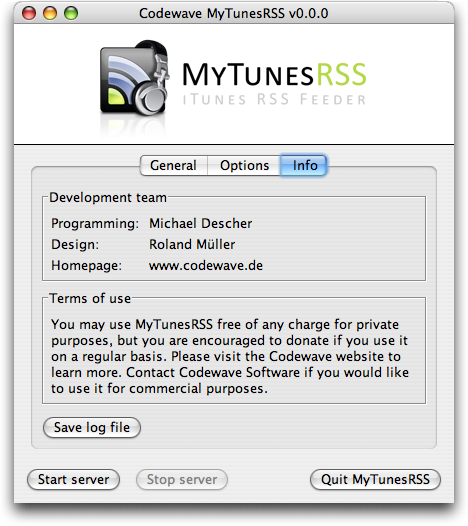 Codewave MyTunesRSS v0.0.0
MYTUNESRSS
ITUNES RSS FEEDER
General Options Info
Development team
Programming: Michael Descher
Design: Roland Müller
Homepage: www.codewave.de
Terms of use
You may use MyTunesRSS free of any charge for private
purposes, but you are encouraged to donate if you use it
on a regular basis. Please visit the Codewave website to
learn more. Contact Codewave Software if you would like
to use it for commercial purposes.
Save log file
Start server Stop server Quit MyTunesRSS